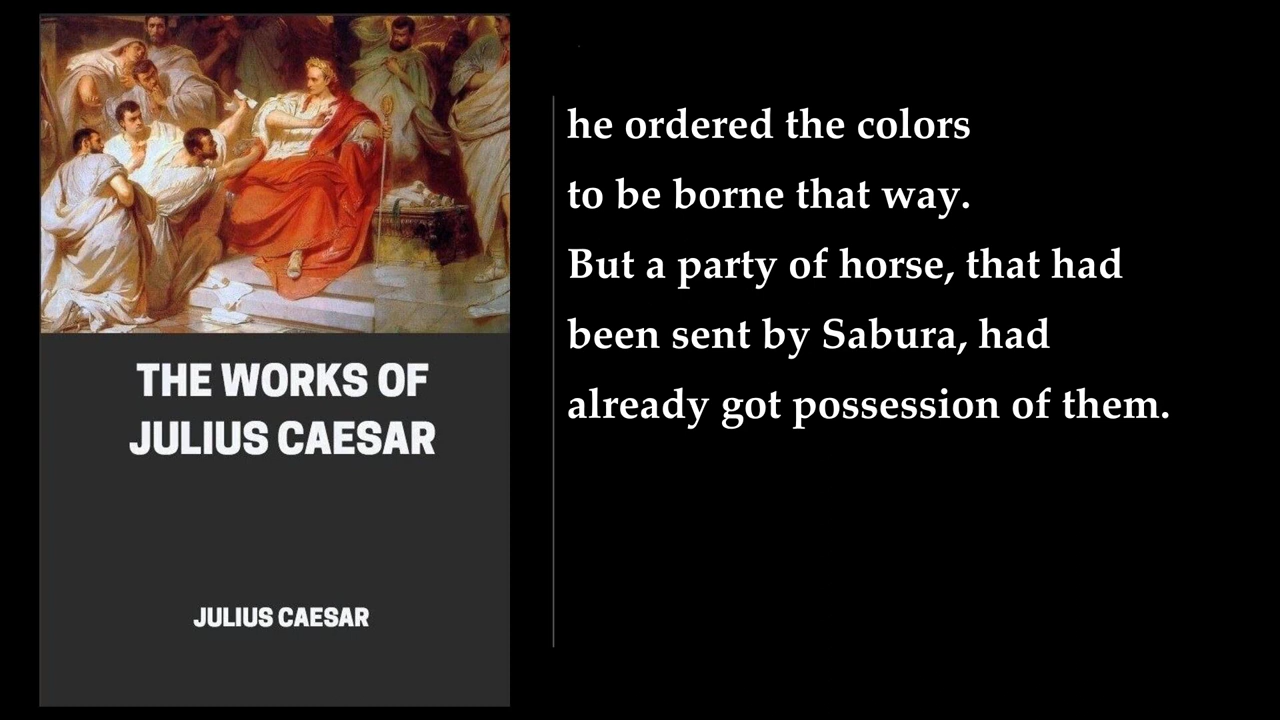 THE WORKS OF
JULIUS CAESAR
JULIUS CAESAR
he ordered the colors
to be borne that way.
But a party of horse, that had
been sent by Sabura, had
already got possession of them.